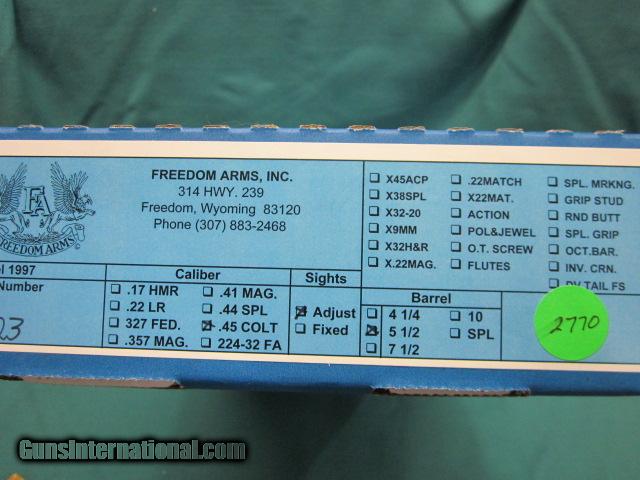 FREEDOM ARMS, INC.
314 HWY. 239
Freedom, Wyoming 83120
Phone (307) 883-2468
FA
FREEDOM ARMS
☐ X45ACP ☐ .22MATCH ☐ SPL. MRKNG.
☐ X38SPL ☐ X22MAT. ☐ GRIP STUD
☐ X32-20 ☐ ACTION ☐ RND BUTT
☐ X9MM ☐ POL&JEWEL ☐ SPL. GRIP
☐ X32H&R ☐ O.T. SCREW ☐ OCT.BAR.
☐ X.22MAG. ☐ FLUTES ☐ INV. CRN.
☐ DV TAIL FS
1997
Number
23
Caliber
☐ .17 HMR ☐ .41 MAG.
☐ .22 LR ☐ .44 SPL
☐ 327 FED. ☒ .45 COLT
☐ .357 MAG. ☐ 224-32 FA
Sights
☒ Adjust
☐ Fixed
Barrel
☐ 4 1/4 ☐ 10
☒ 5 1/2 ☐ SPL
☐ 7 1/2
2770
GunsInternational.com